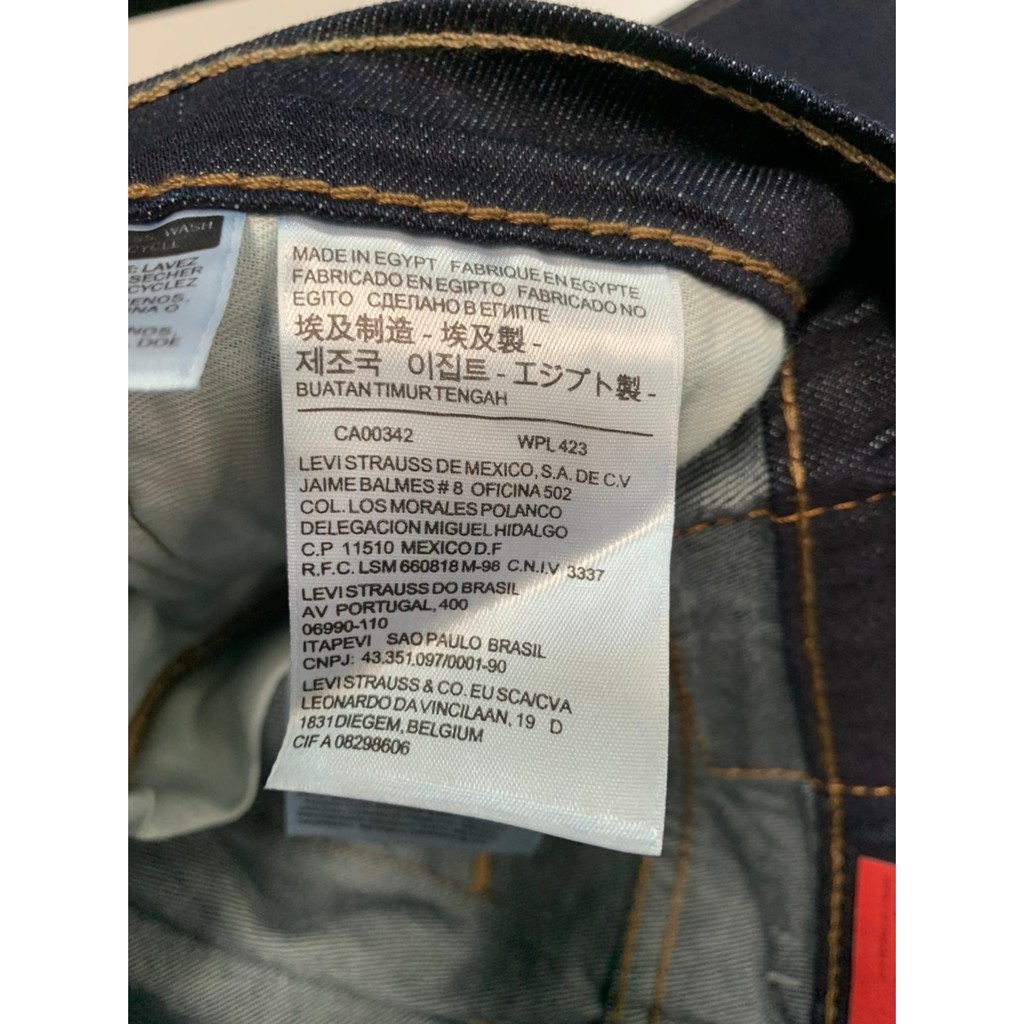 WASH
CYCLE
LAVEZ
SECHER
CYCLEZ
MADE IN EGYPT FABRIQUE EN EGYPTE
FABRICADO EN EGIPTO FABRICADO NO
EGITO СДЕЛАНО В ЕГИПТЕ
埃及制造 - 埃及製 -
제조국 이집트 - エジプト製 -
BUATAN TIMUR TENGAH
CA00342 WPL 423
LEVI STRAUSS DE MEXICO, S.A. DE C.V
JAIME BALMES # 8 OFICINA 502
COL. LOS MORALES POLANCO
DELEGACION MIGUEL HIDALGO
C.P 11510 MEXICO D.F
R.F.C. LSM 660818 M-98 C.N.I.V 3337
LEVI STRAUSS DO BRASIL
AV PORTUGAL, 400
06990-110
ITAPEVI SAO PAULO BRASIL
CNPJ: 43.351.097/0001-90
LEVI STRAUSS & CO. EU SCA/CVA
LEONARDO DA VINCILAAN, 19 D
1831 DIEGEM, BELGIUM
CIF A 08298606